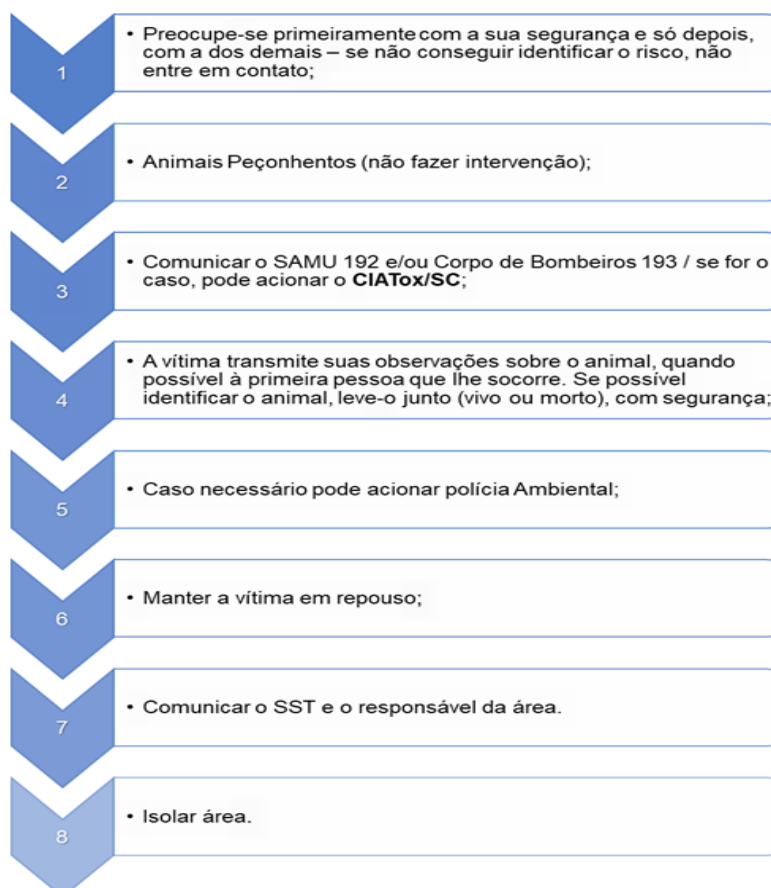 1
• Preocupe-se primeiramente com a sua segurança e só depois,
com a dos demais – se não conseguir identificar o risco, não
entre em contato;
2
• Animais Peçonhentos (não fazer intervenção);
3
• Comunicar o SAMU 192 e/ou Corpo de Bombeiros 193 / se for o
caso, pode acionar o CIATox/SC;
4
• A vítima transmite suas observações sobre o animal, quando
possível à primeira pessoa que lhe socorre. Se possível
identificar o animal, leve-o junto (vivo ou morto), com segurança;
5
• Caso necessário pode acionar polícia Ambiental;
6
• Manter a vítima em repouso;
7
• Comunicar o SST e o responsável da área.
8
• Isolar área.